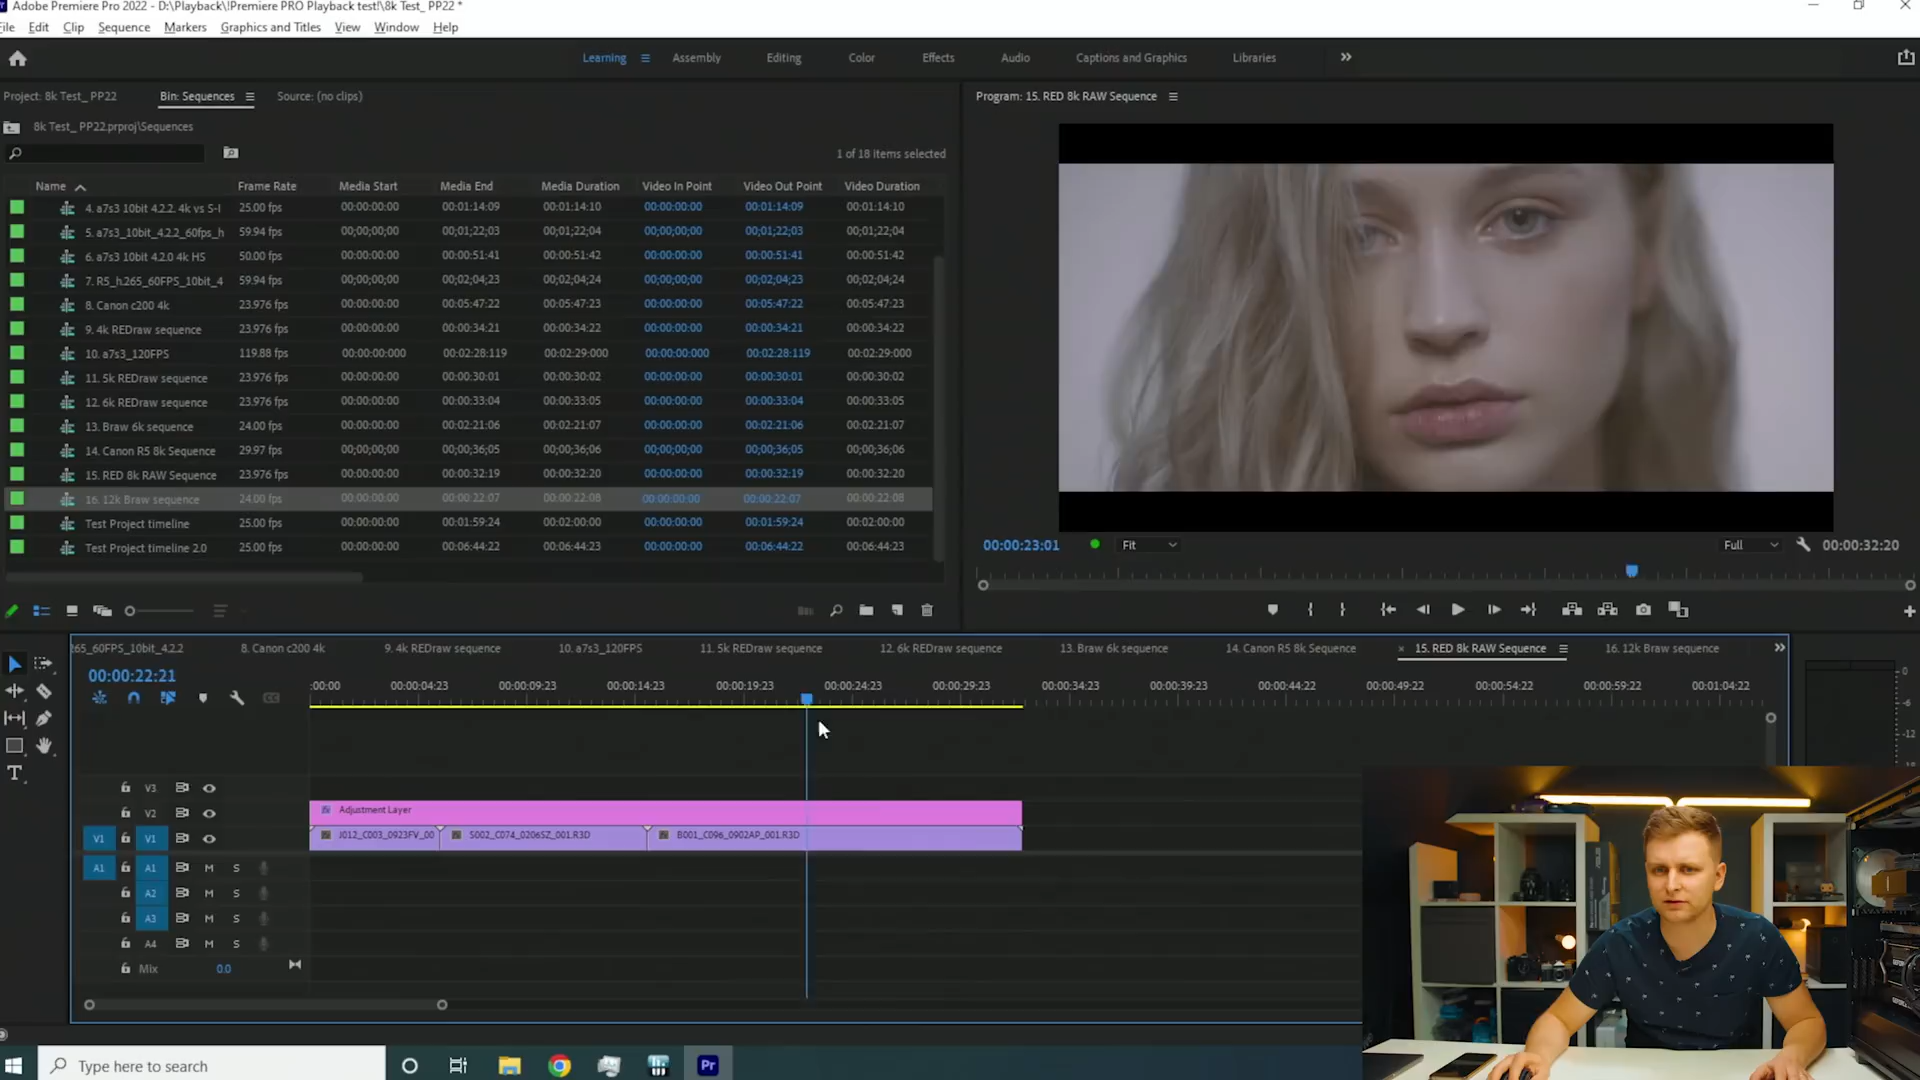 Adobe Premiere Pro 2022 - D:\Playback\!Premiere PRO Playback test!\8k Test_ PP22 *
File Edit Clip Sequence Markers Graphics and Titles View Window Help
Learning Assembly Editing Color Effects Audio Captions and Graphics Libraries
Project: 8k Test_ PP22 Bin: Sequences Source: (no clips)
Program: 15. RED 8k RAW Sequence
8k Test_ PP22.prproj\Sequences
1 of 18 items selected
Name Frame Rate Media Start Media End Media Duration Video In Point Video Out Point Video Duration
4. a7s3 10bit 4.2.2. 4k vs S-I 25.00 fps 00:00:00:00 00:01:14:09 00:01:14:10 00:00:00:00 00:01:14:09 00:01:14:10
5. a7s3_10bit_4.2.2_60fps_h 59.94 fps 00;00;00;00 00;01;22;03 00;01;22;04 00;00;00;00 00;01;22;03 00;01;22;04
6. a7s3 10bit 4.2.0 4k HS 50.00 fps 00:00:00:00 00:00:51:41 00:00:51:42 00:00:00:00 00:00:51:41 00:00:51:42
7. R5_h.265_60FPS_10bit_4 59.94 fps 00;00;00;00 00;02;04;23 00;02;04;24 00;00;00;00 00;02;04;23 00;02;04;24
8. Canon c200 4k 23.976 fps 00:00:00:00 00:05:47:22 00:05:47:23 00:00:00:00 00:05:47:22 00:05:47:23
9. 4k REDraw sequence 23.976 fps 00:00:00:00 00:00:34:21 00:00:34:22 00:00:00:00 00:00:34:21 00:00:34:22
10. a7s3_120FPS 119.88 fps 00:00:00:000 00:02:28:119 00:02:29:000 00:00:00:000 00:02:28:119 00:02:29:000
11. 5k REDraw sequence 23.976 fps 00:00:00:00 00:00:30:01 00:00:30:02 00:00:00:00 00:00:30:01 00:00:30:02
12. 6k REDraw sequence 23.976 fps 00:00:00:00 00:00:33:04 00:00:33:05 00:00:00:00 00:00:33:04 00:00:33:05
13. Braw 6k sequence 24.00 fps 00:00:00:00 00:02:21:06 00:02:21:07 00:00:00:00 00:02:21:06 00:02:21:07
14. Canon R5 8k Sequence 29.97 fps 00;00;00;00 00;00;36;05 00;00;36;06 00;00;00;00 00;00;36;05 00;00;36;06
15. RED 8k RAW Sequence 23.976 fps 00:00:00:00 00:00:32:19 00:00:32:20 00:00:00:00 00:00:32:19 00:00:32:20
16. 12k Braw sequence 24.00 fps 00:00:00:00 00:00:22:07 00:00:22:08 00:00:00:00 00:00:22:07 00:00:22:08
Test Project timeline 25.00 fps 00:00:00:00 00:01:59:24 00:02:00:00 00:00:00:00 00:01:59:24 00:02:00:00
Test Project timeline 2.0 25.00 fps 00:00:00:00 00:06:44:22 00:06:44:23 00:00:00:00 00:06:44:22 00:06:44:23
00:00:23:01 Fit Full 00:00:32:20
265_60FPS_10bit_4.2.2 8. Canon c200 4k 9. 4k REDraw sequence 10. a7s3_120FPS 11. 5k REDraw sequence 12. 6k REDraw sequence 13. Braw 6k sequence 14. Canon R5 8k Sequence × 15. RED 8k RAW Sequence 16. 12k Braw sequence
00:00:22:21
:00:00 00:00:04:23 00:00:09:23 00:00:14:23 00:00:19:23 00:00:24:23 00:00:29:23 00:00:34:23 00:00:39:23 00:00:44:22 00:00:49:22 00:00:54:22 00:00:59:22 00:01:04:22
0
-6
-12
V3
V2 Adjustment Layer
V1 V1 J012_C003_0923FV_00 S002_C074_0206SZ_001.R3D B001_C096_0902AP_001.R3D
A1 A1 M S
A2 M S
A3 M S
A4 M S
Mix 0.0
Type here to search
Pr